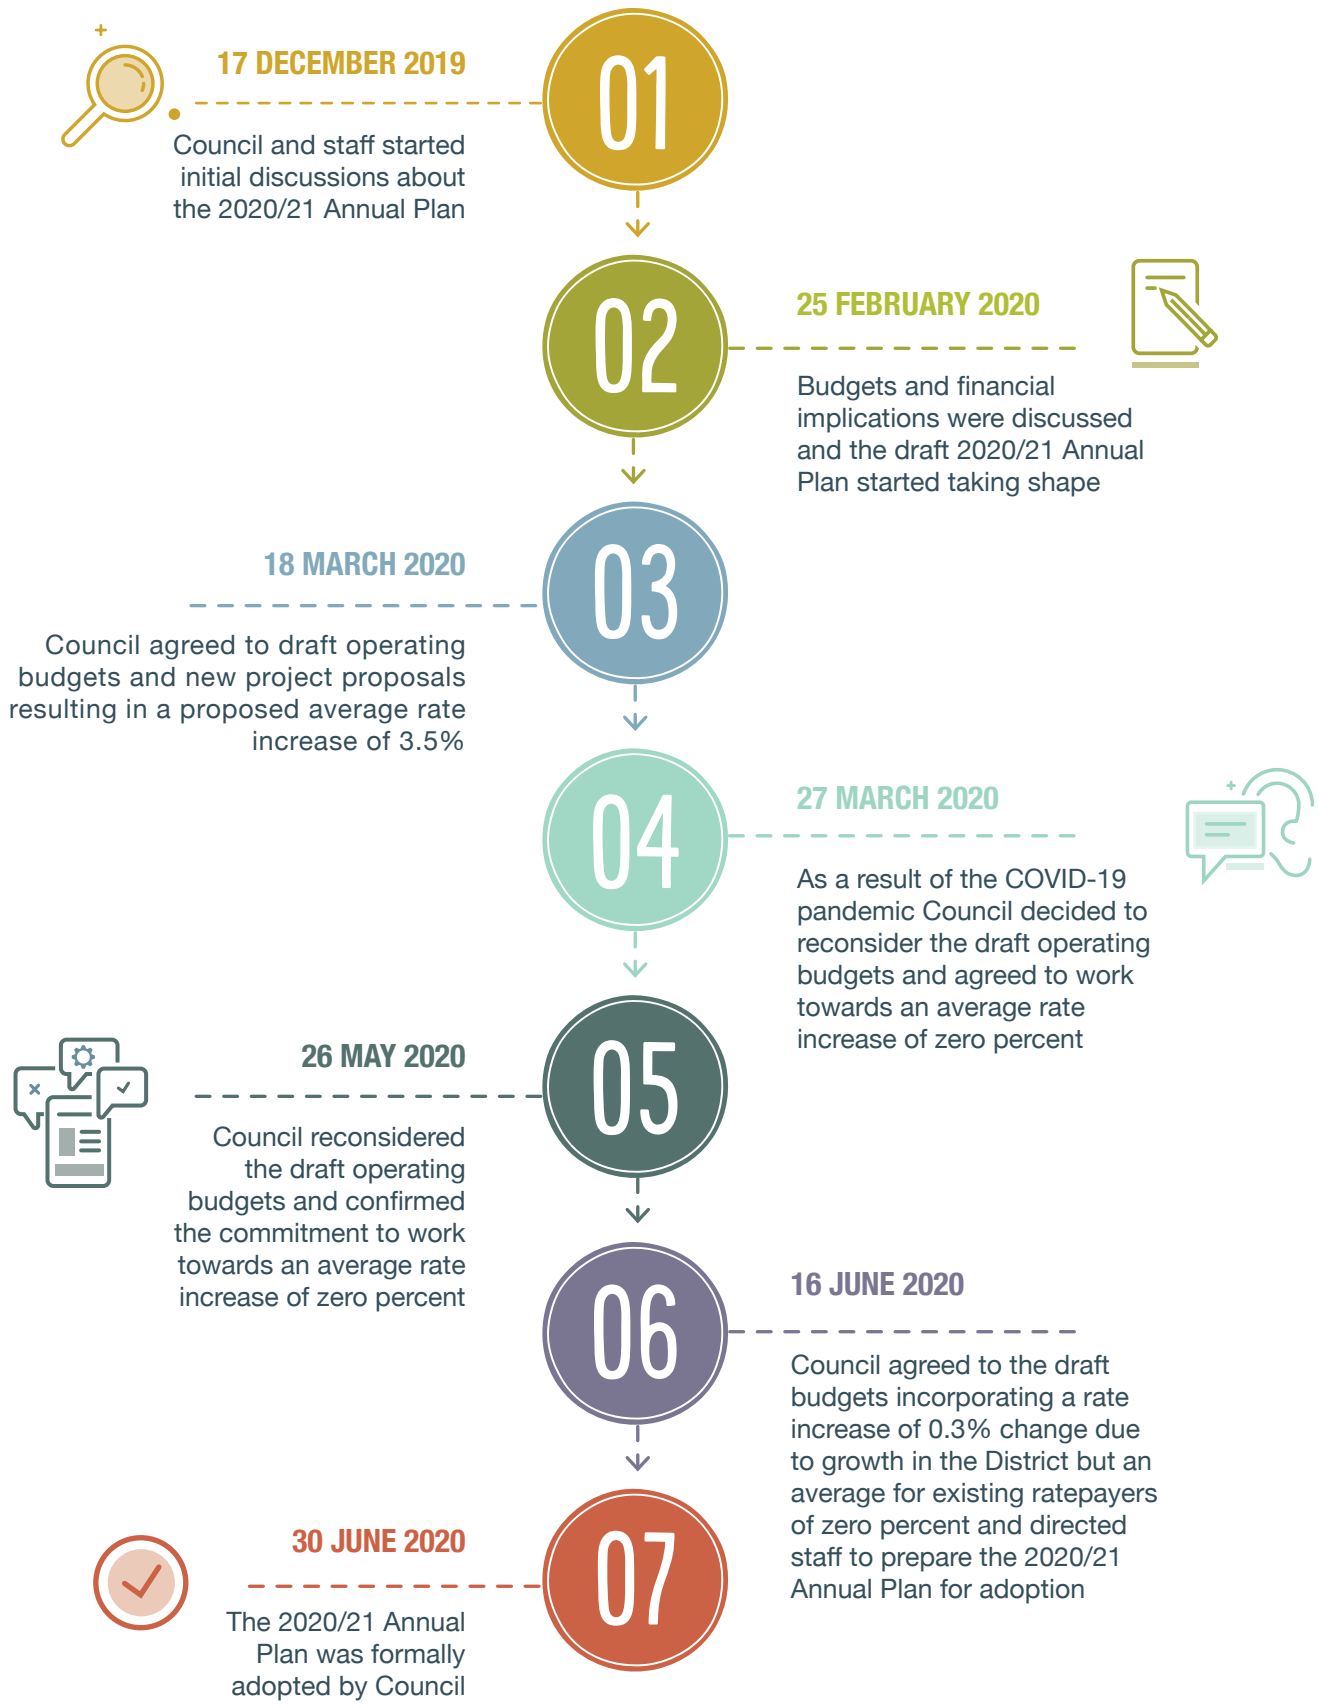 01
17 DECEMBER 2019
Council and staff started
initial discussions about
the 2020/21 Annual Plan
02
25 FEBRUARY 2020
Budgets and financial
implications were discussed
and the draft 2020/21 Annual
Plan started taking shape
03
18 MARCH 2020
Council agreed to draft operating
budgets and new project proposals
resulting in a proposed average rate
increase of 3.5%
04
27 MARCH 2020
As a result of the COVID-19
pandemic Council decided to
reconsider the draft operating
budgets and agreed to work
towards an average rate
increase of zero percent
05
26 MAY 2020
Council reconsidered
the draft operating
budgets and confirmed
the commitment to work
towards an average rate
increase of zero percent
06
16 JUNE 2020
Council agreed to the draft
budgets incorporating a rate
increase of 0.3% change due
to growth in the District but an
average for existing ratepayers
of zero percent and directed
staff to prepare the 2020/21
Annual Plan for adoption
07
30 JUNE 2020
The 2020/21 Annual
Plan was formally
adopted by Council